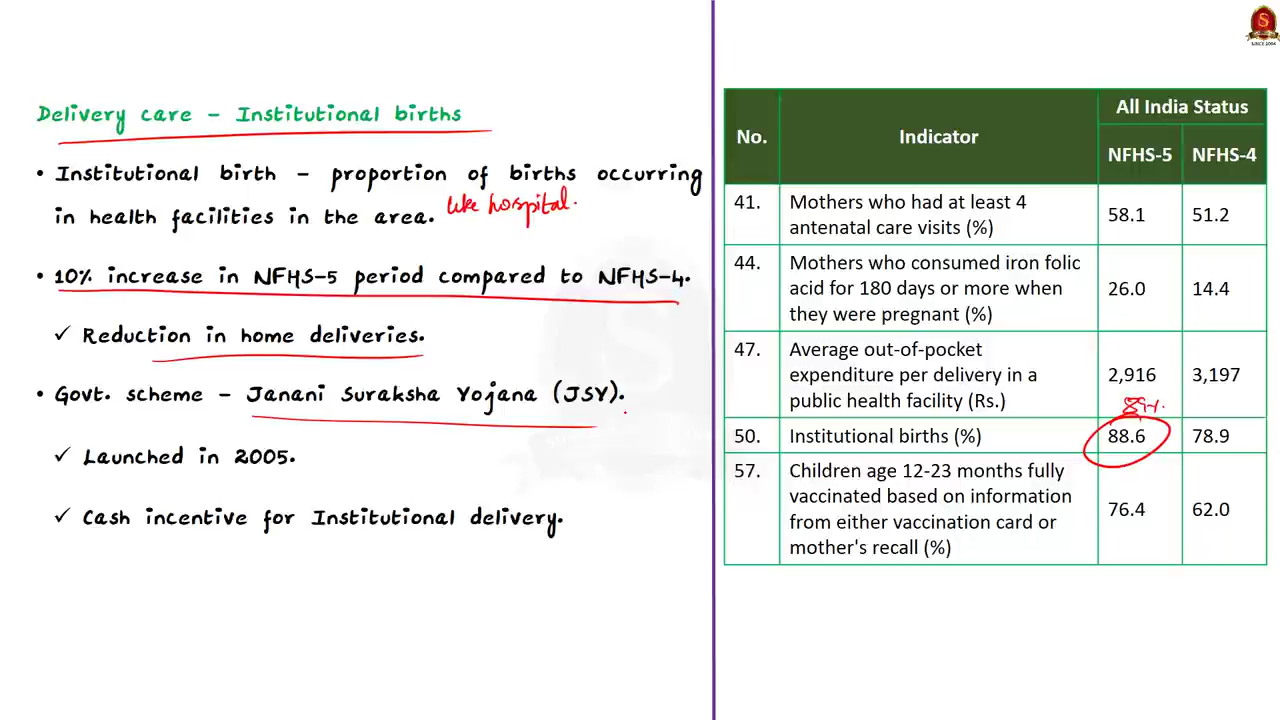 S
SINCE 2004
Delivery care - Institutional births
• Institutional birth - proportion of births occurring
in health facilities in the area.
like hospital.
• 10% increase in NFHS-5 period compared to NFHS-4.
✓ Reduction in home deliveries.
• Govt. scheme - Janani Suraksha Yojana (JSY).
✓ Launched in 2005.
✓ Cash incentive for Institutional delivery.
No. Indicator All India Status
NFHS-5 NFHS-4
41. Mothers who had at least 4
antenatal care visits (%) 58.1 51.2
44. Mothers who consumed iron folic
acid for 180 days or more when
they were pregnant (%) 26.0 14.4
47. Average out-of-pocket
expenditure per delivery in a
public health facility (Rs.) 2,916 3,197
89%.
50. Institutional births (%) 88.6 78.9
57. Children age 12-23 months fully
vaccinated based on information
from either vaccination card or
mother's recall (%) 76.4 62.0